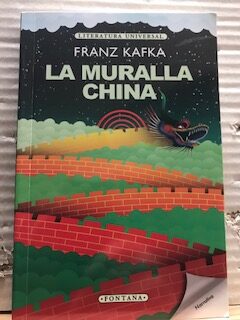 LITERATURA UNIVERSAL
FRANZ KAFKA
LA MURALLA
CHINA
Narrativa
FONTANA